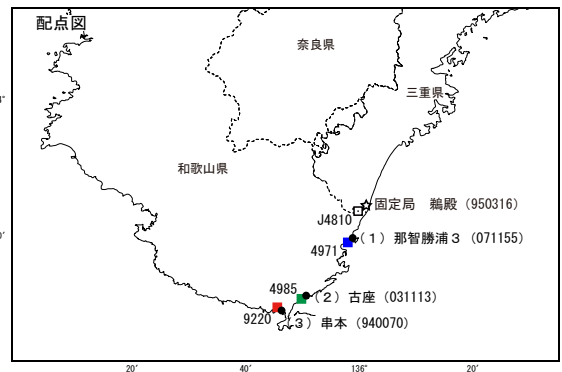 配点図
奈良県
三重県
和歌山県
固定局 鵜殿（950316）
J4810
（１）那智勝浦３（071155）
4971
4985
（２）古座（031113）
9220
３）串本（940070）
20′
40′
136°
20′